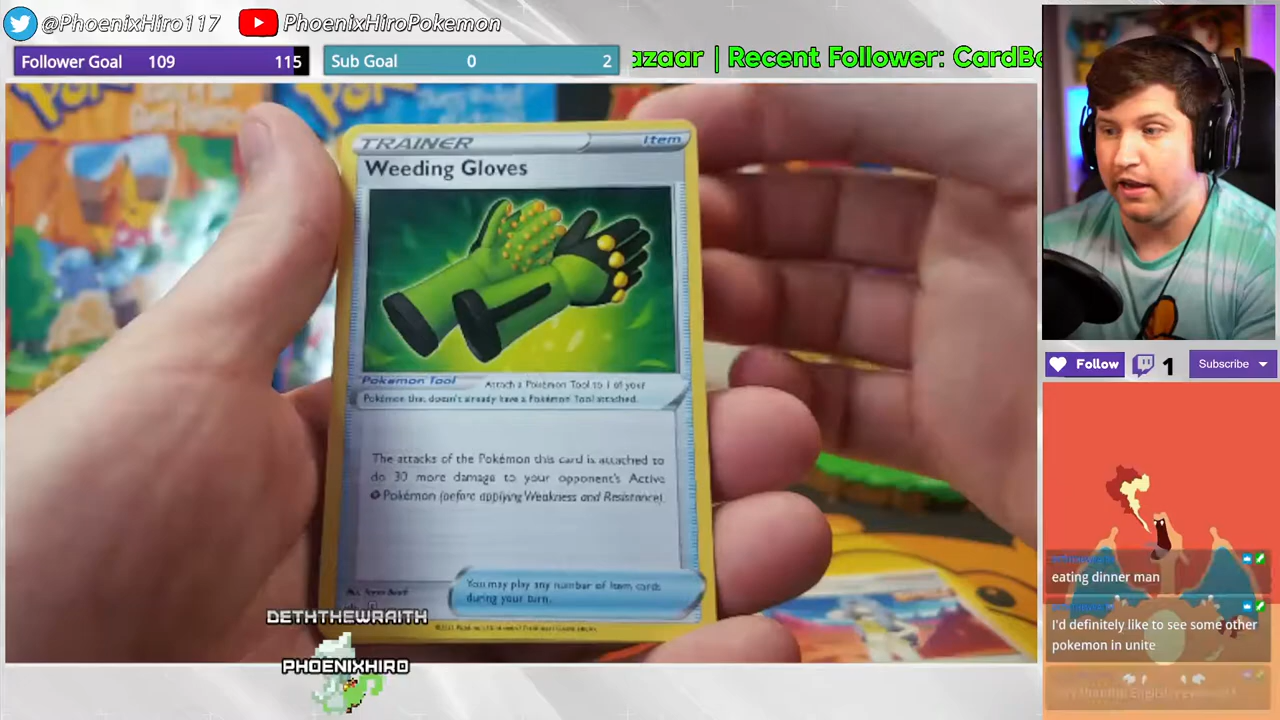 @PhoenixHiro117 PhoenixHiroPokemon
Follower Goal 109 115
Sub Goal 0 2
azaar | Recent Follower: CardBo
TRAINER Item
Weeding Gloves
Pokémon Tool Attach a Pokémon Tool to 1 of your
Pokémon that doesn't already have a Pokémon Tool attached.
The attacks of the Pokémon this card is attached to
do 30 more damage to your opponent's Active
Pokémon (before applying Weakness and Resistance).
You may play any number of Item cards
during your turn.
DETHTHEWRAITH
PHOENIXHIRO
Follow 1 Subscribe
eating dinner man
I'd definitely like to see some other
pokemon in unite